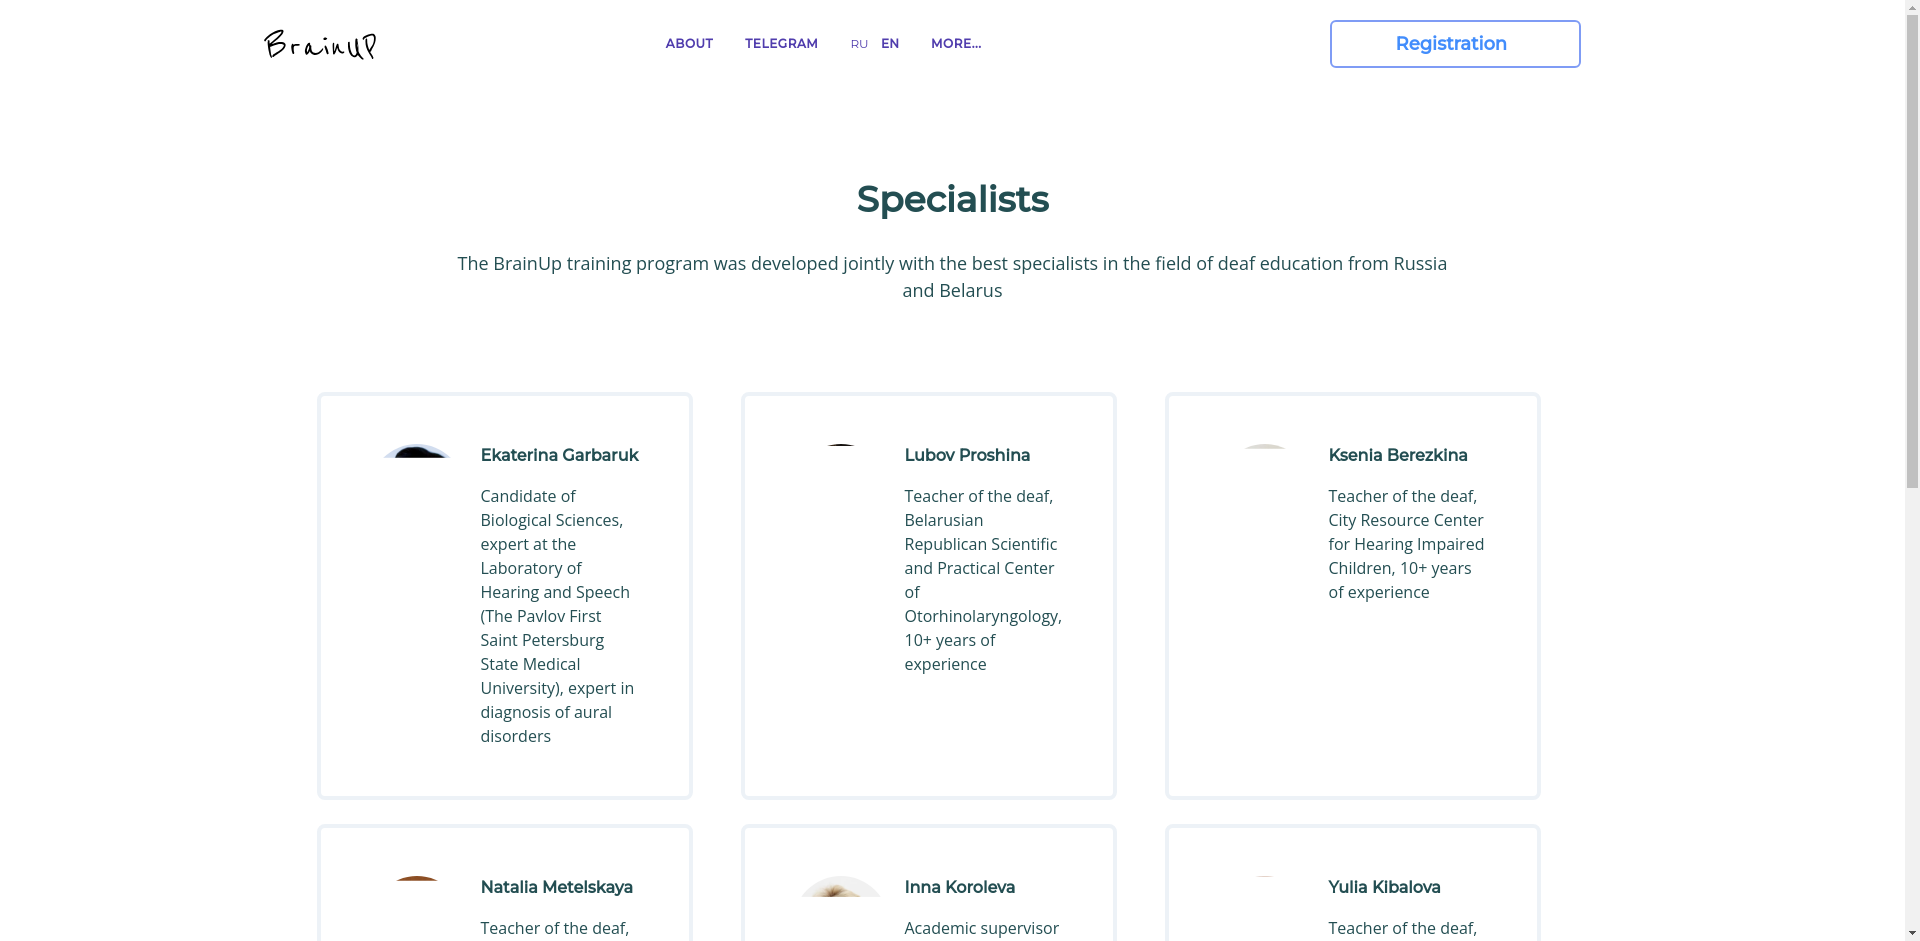 BrainUP
ABOUT
TELEGRAM
RU EN
MORE...
Registration
Specialists
The BrainUp training program was developed jointly with the best specialists in the field of deaf education from Russia
and Belarus
Ekaterina Garbaruk
Candidate of
Biological Sciences,
expert at the
Laboratory of
Hearing and Speech
(The Pavlov First
Saint Petersburg
State Medical
University), expert in
diagnosis of aural
disorders
Lubov Proshina
Teacher of the deaf,
Belarusian
Republican Scientific
and Practical Center
of
Otorhinolaryngology,
10+ years of
experience
Ksenia Berezkina
Teacher of the deaf,
City Resource Center
for Hearing Impaired
Children, 10+ years
of experience
Natalia Metelskaya
Teacher of the deaf,
Inna Koroleva
Academic supervisor
Yulia Kibalova
Teacher of the deaf,